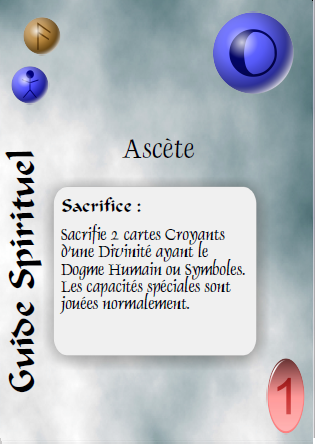 Ascète
Guide Spirituel
Sacrifice :
Sacrifie 2 cartes Croyants
d'une Divinité ayant le
Dogme Humain ou Symboles.
Les capacités spéciales sont
jouées normalement.
1